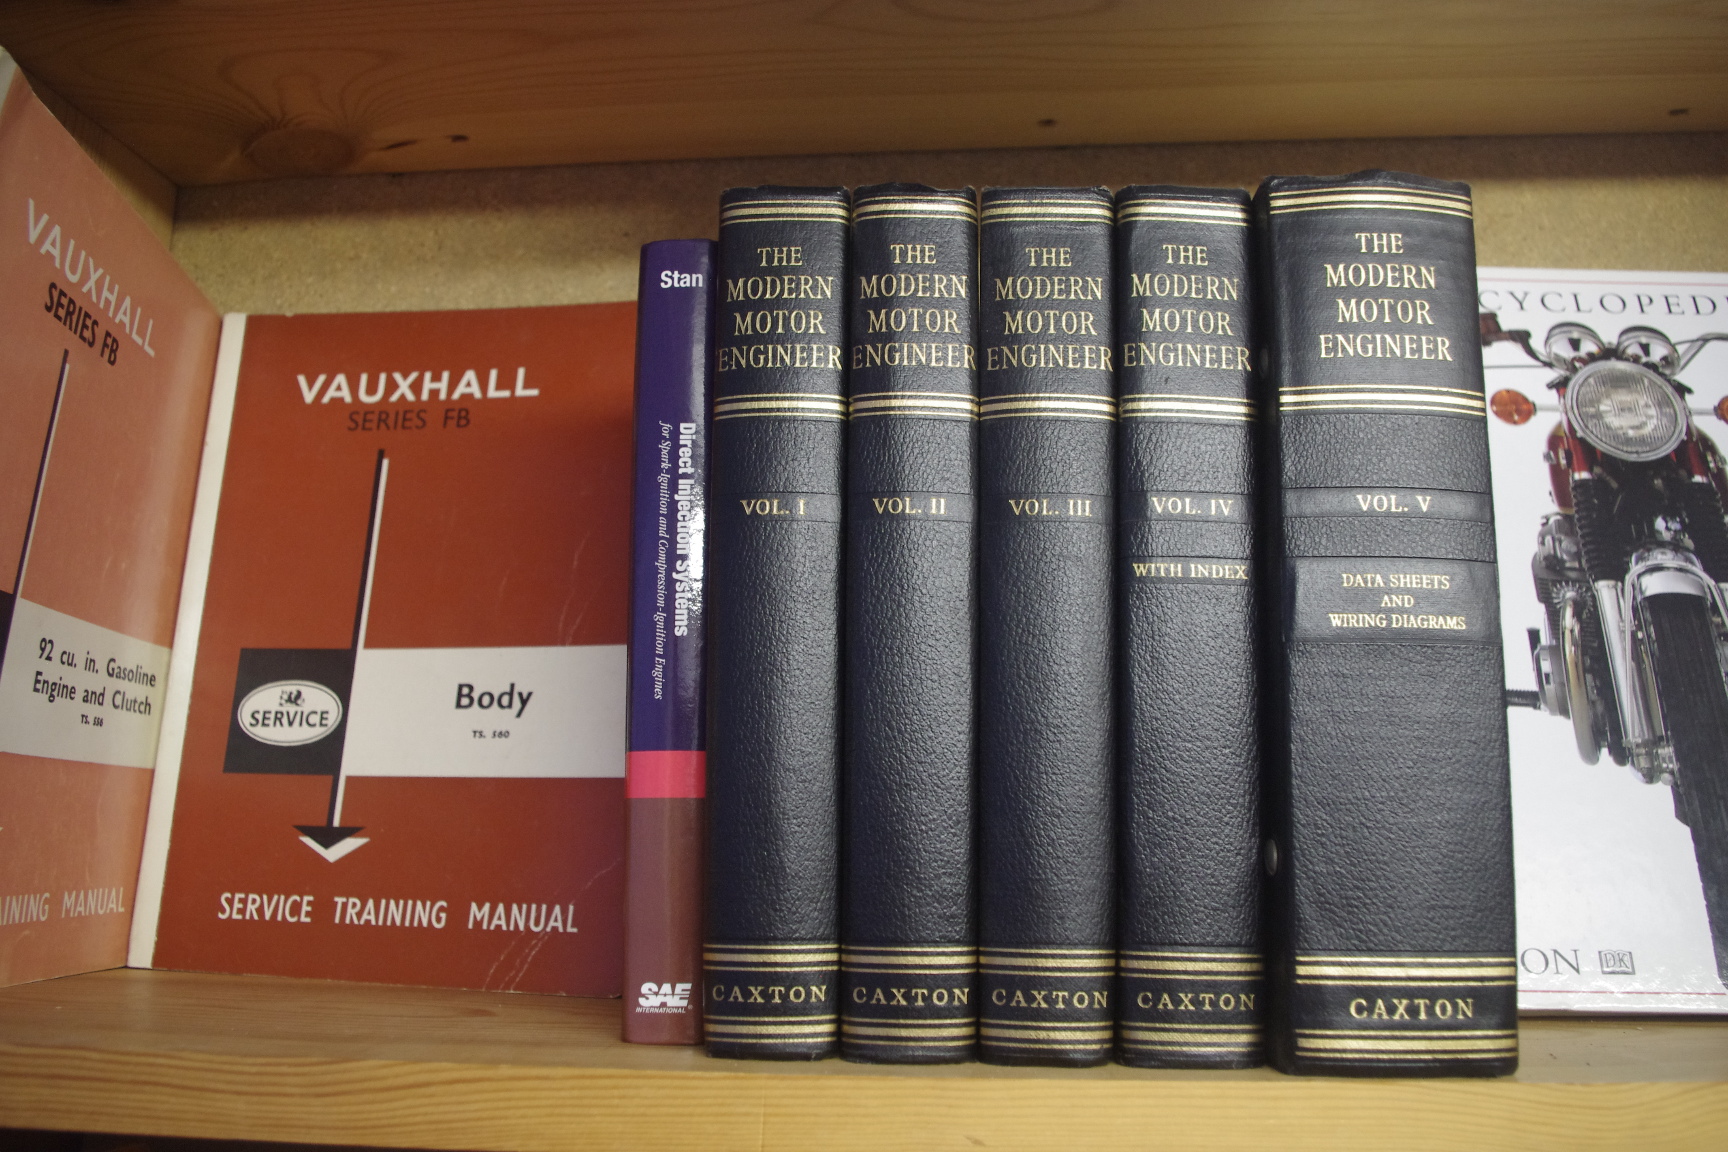 VAUXHALL
SERIES FB
92 cu. in. Gasoline
Engine and Clutch
TS. 556
MANUAL
VAUXHALL
SERIES FB
SERVICE
Body
TS. 560
SERVICE TRAINING MANUAL
Stan
Direct Injection Systems
for Spark-Ignition and Compression-Ignition Engines
SAE
INTERNATIONAL
THE
MODERN
MOTOR
ENGINEER
VOL. I
CAXTON
THE
MODERN
MOTOR
ENGINEER
VOL. II
CAXTON
THE
MODERN
MOTOR
ENGINEER
VOL. III
CAXTON
THE
MODERN
MOTOR
ENGINEER
VOL. IV
WITH INDEX
CAXTON
THE
MODERN
MOTOR
ENGINEER
VOL. V
DATA SHEETS
AND
WIRING DIAGRAMS
CAXTON
CYCLOPED
ON DK